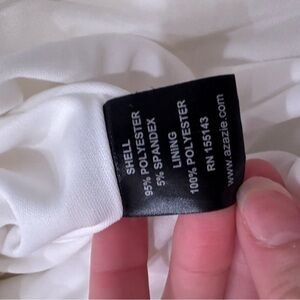 SHELL
95% POLYESTER
5% SPANDEX
LINING
100% POLYESTER
RN 155143
www.azazie.com